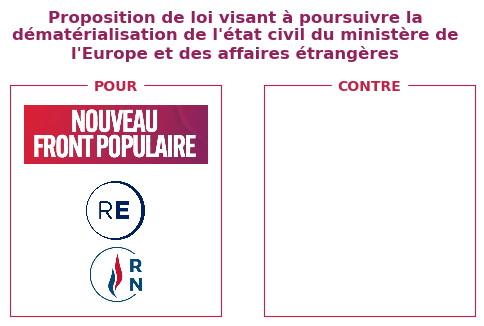 Proposition de loi visant à poursuivre la
dématérialisation de l'état civil du ministère de
l'Europe et des affaires étrangères
POUR
CONTRE
NOUVEAU
FRONT POPULAIRE
RE
R
N